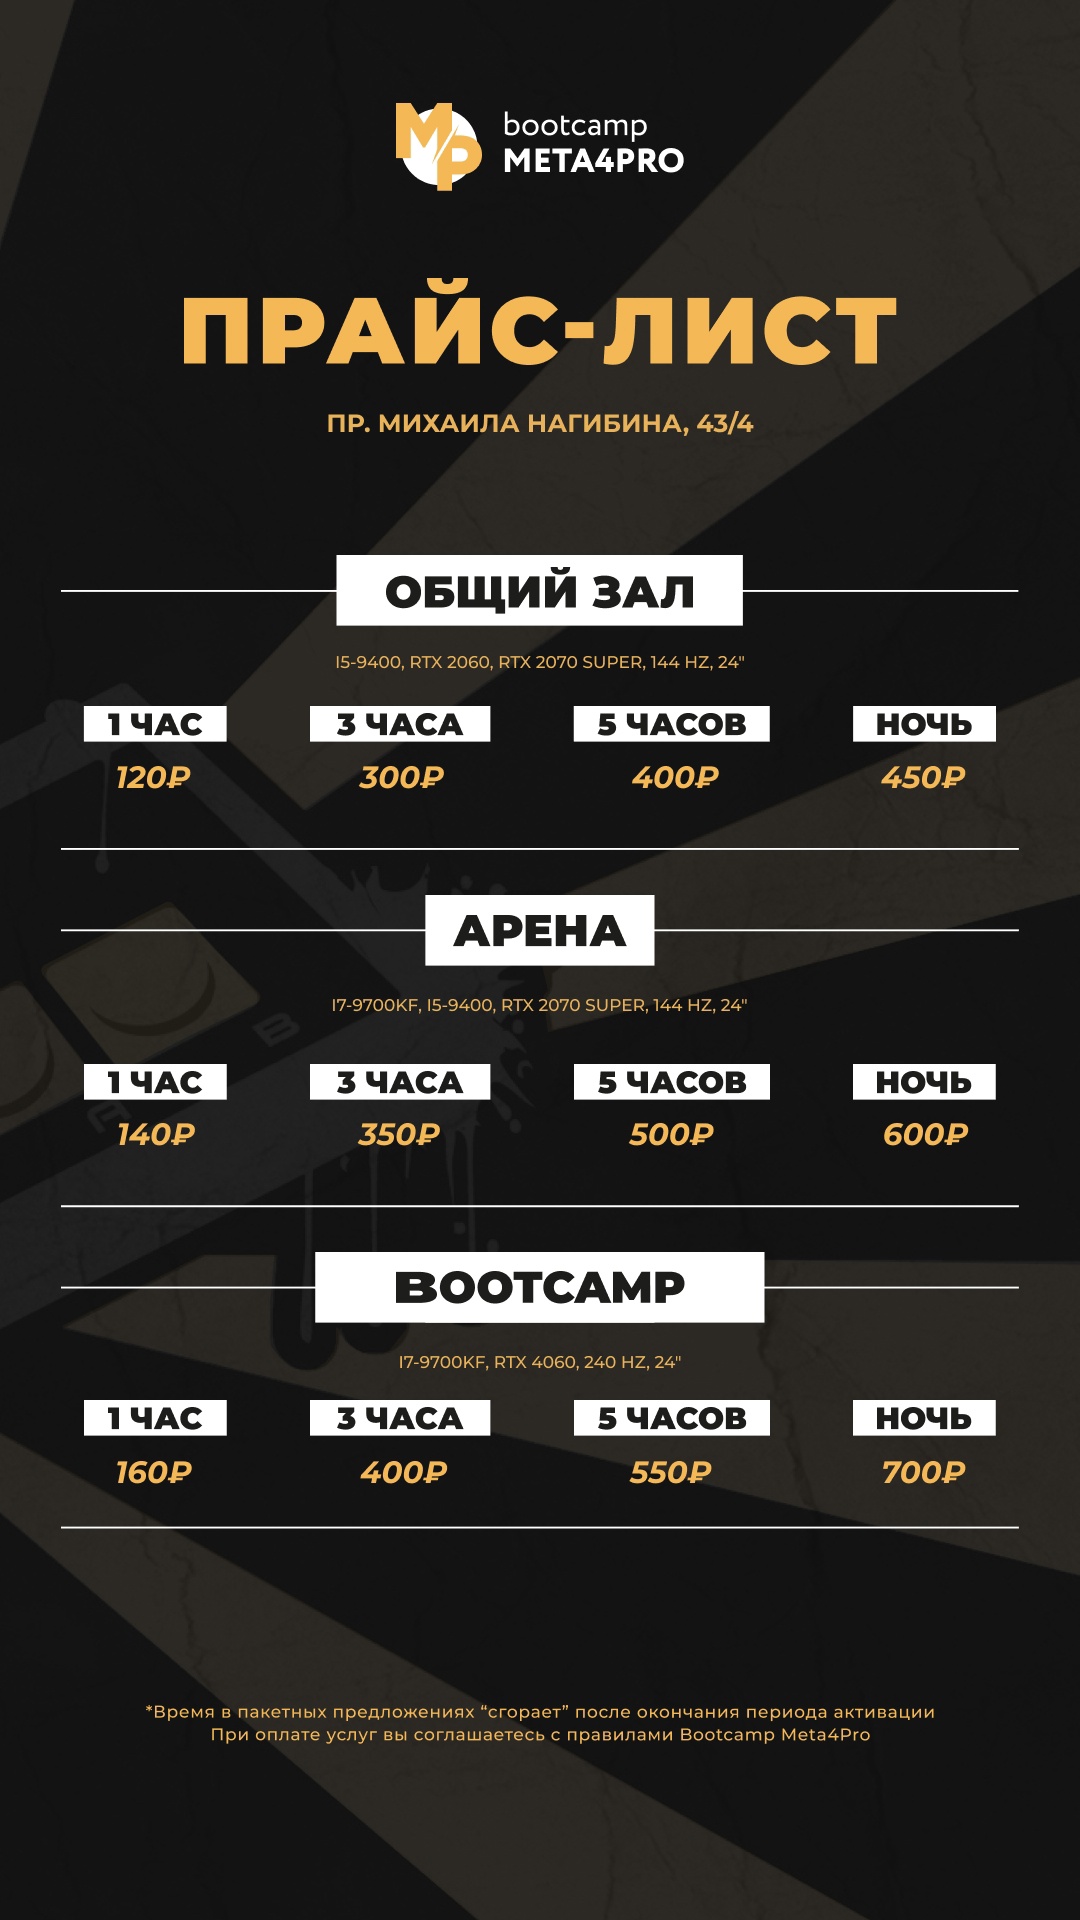 MP
bootcamp
META4PRO
ПРАЙС-ЛИСТ
ПР. МИХАИЛА НАГИБИНА, 43/4
ОБЩИЙ ЗАЛ
I5-9400, RTX 2060, RTX 2070 SUPER, 144 HZ, 24"
1 ЧАС 3 ЧАСА 5 ЧАСОВ НОЧЬ
120₽ 300₽ 400₽ 450₽
АРЕНА
I7-9700KF, I5-9400, RTX 2070 SUPER, 144 HZ, 24"
B
A
1 ЧАС 3 ЧАСА 5 ЧАСОВ НОЧЬ
140₽ 350₽ 500₽ 600₽
BOOTCAMP
I7-9700KF, RTX 4060, 240 HZ, 24"
1 ЧАС 3 ЧАСА 5 ЧАСОВ НОЧЬ
160₽ 400₽ 550₽ 700₽
*Время в пакетных предложениях “сгорает” после окончания периода активации
При оплате услуг вы соглашаетесь с правилами Bootcamp Meta4Pro